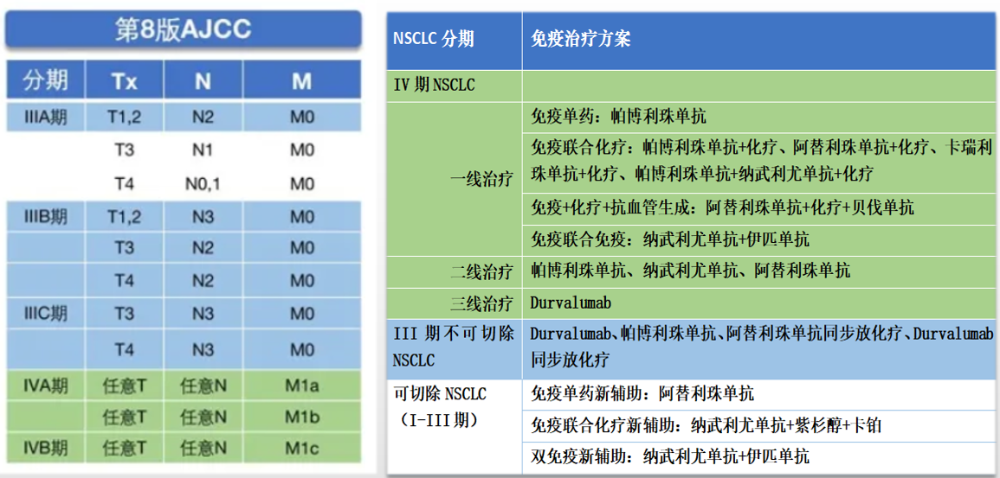 第8版AJCC
分期 Tx N M
IIIA期 T1,2 N2 M0
T3 N1 M0
T4 N0,1 M0
IIIB期 T1,2 N3 M0
T3 N2 M0
T4 N2 M0
IIIC期 T3 N3 M0
T4 N3 M0
IVA期 任意T 任意N M1a
任意T 任意N M1b
IVB期 任意T 任意N M1c
NSCLC 分期 免疫治疗方案
IV 期 NSCLC
一线治疗
免疫单药：帕博利珠单抗
免疫联合化疗：帕博利珠单抗+化疗、阿替利珠单抗+化疗、卡瑞利
珠单抗+化疗、帕博利珠单抗+纳武利尤单抗+化疗
免疫+化疗+抗血管生成：阿替利珠单抗+化疗+贝伐单抗
免疫联合免疫：纳武利尤单抗+伊匹单抗
二线治疗 帕博利珠单抗、纳武利尤单抗、阿替利珠单抗
三线治疗 Durvalumab
III 期不可切除
NSCLC
Durvalumab、帕博利珠单抗、阿替利珠单抗同步放化疗、Durvalumab
同步放化疗
可切除 NSCLC
（I-III 期）
免疫单药新辅助：阿替利珠单抗
免疫联合化疗新辅助：纳武利尤单抗+紫杉醇+卡铂
双免疫新辅助：纳武利尤单抗+伊匹单抗